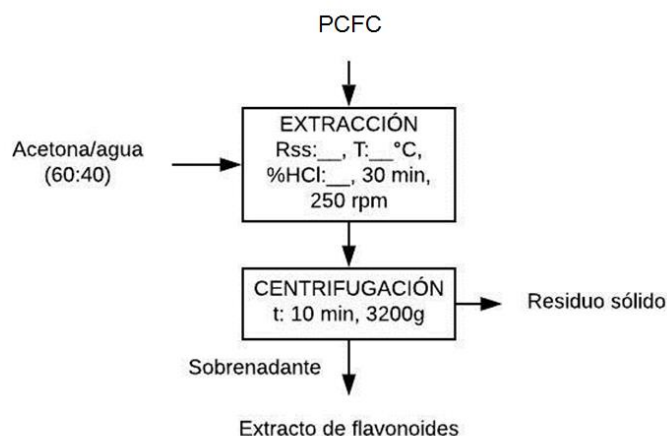 PCFC
EXTRACCIÓN
Rss:__, T:__°C,
%HCl:__, 30 min,
250 rpm
Acetona/agua
(60:40)
CENTRIFUGACIÓN
t: 10 min, 3200g
Residuo sólido
Sobrenadante
Extracto de flavonoides